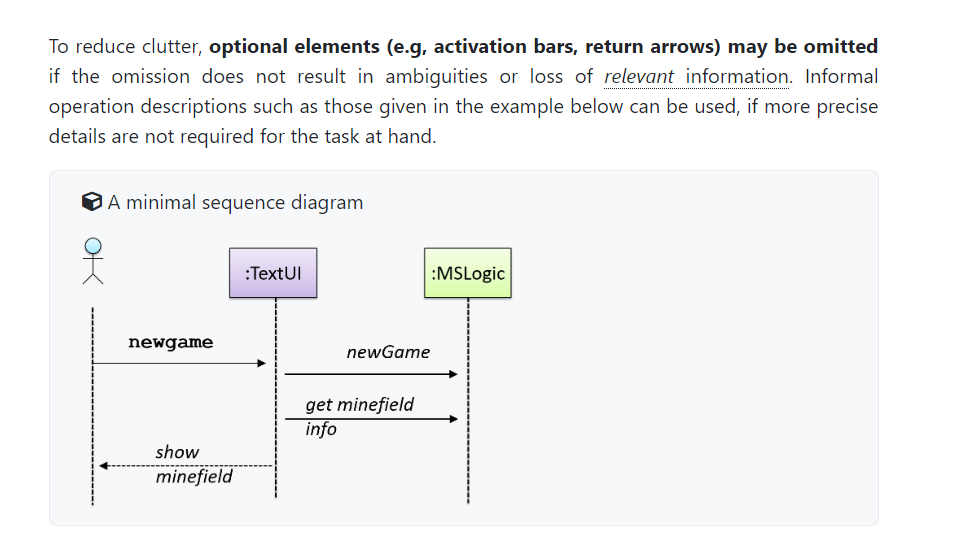 To reduce clutter, optional elements (e.g, activation bars, return arrows) may be omitted
if the omission does not result in ambiguities or loss of relevant information. Informal
operation descriptions such as those given in the example below can be used, if more precise
details are not required for the task at hand.
A minimal sequence diagram
:TextUI
:MSLogic
newgame
newGame
get minefield
info
show
minefield